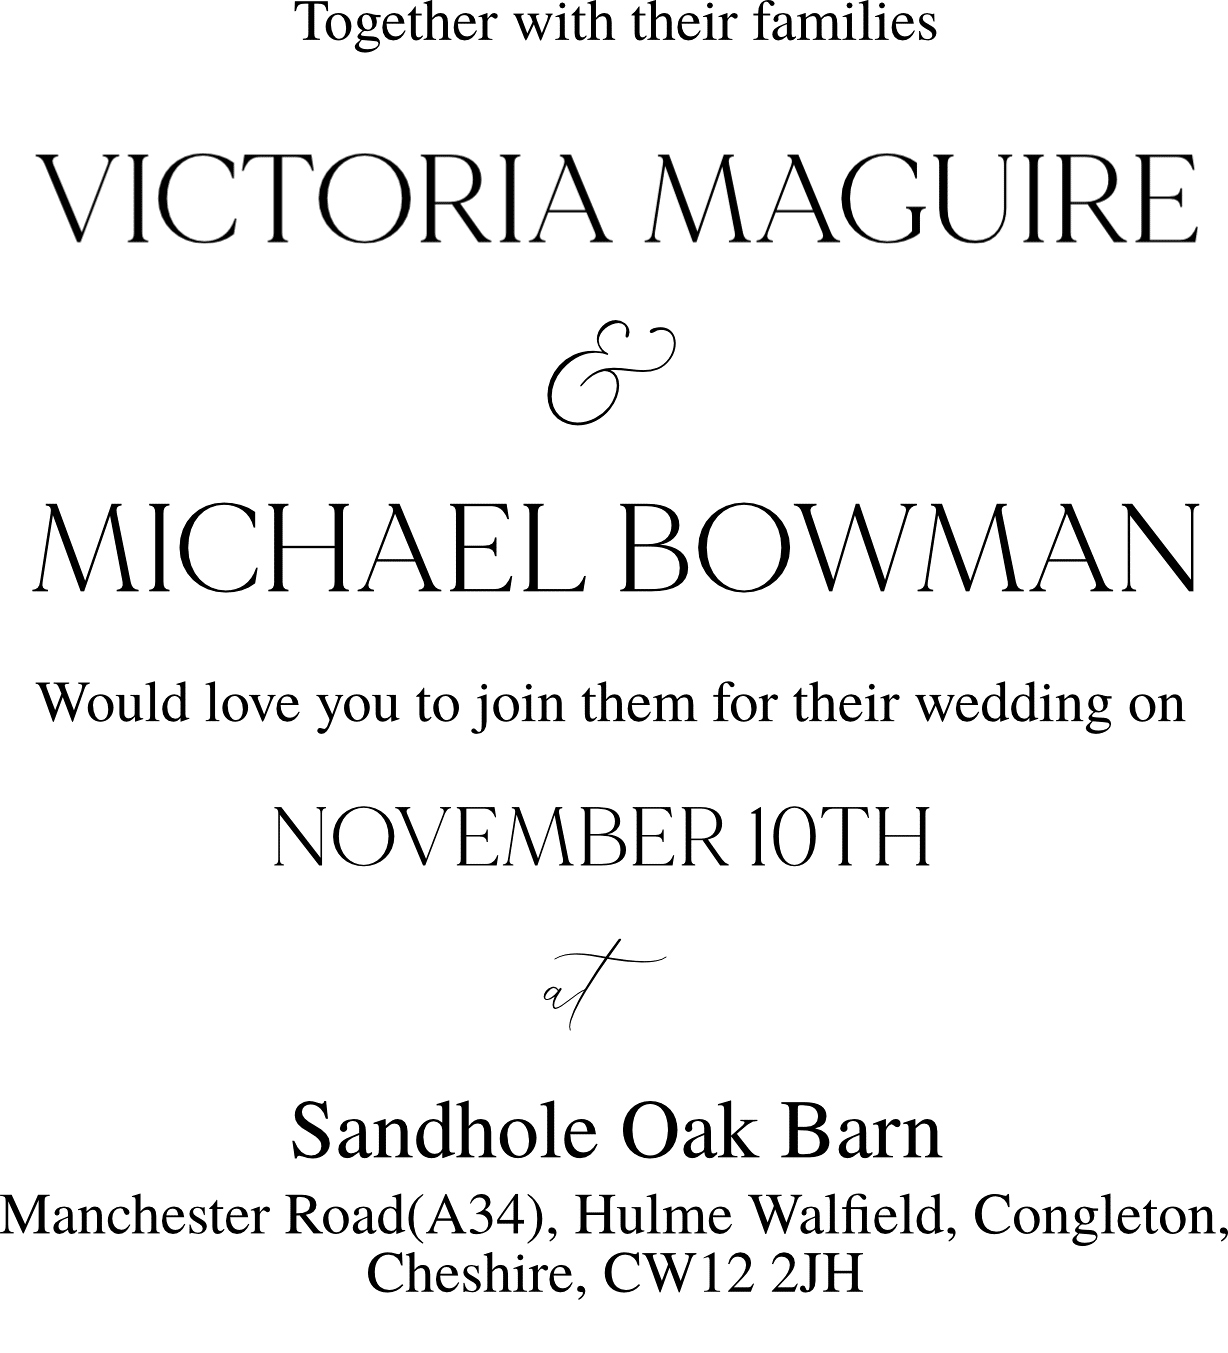 Together with their families
VICTORIA MAGUIRE
&
MICHAEL BOWMAN
Would love you to join them for their wedding on
NOVEMBER 10TH
at
Sandhole Oak Barn
Manchester Road(A34), Hulme Walfield, Congleton,
Cheshire, CW12 2JH